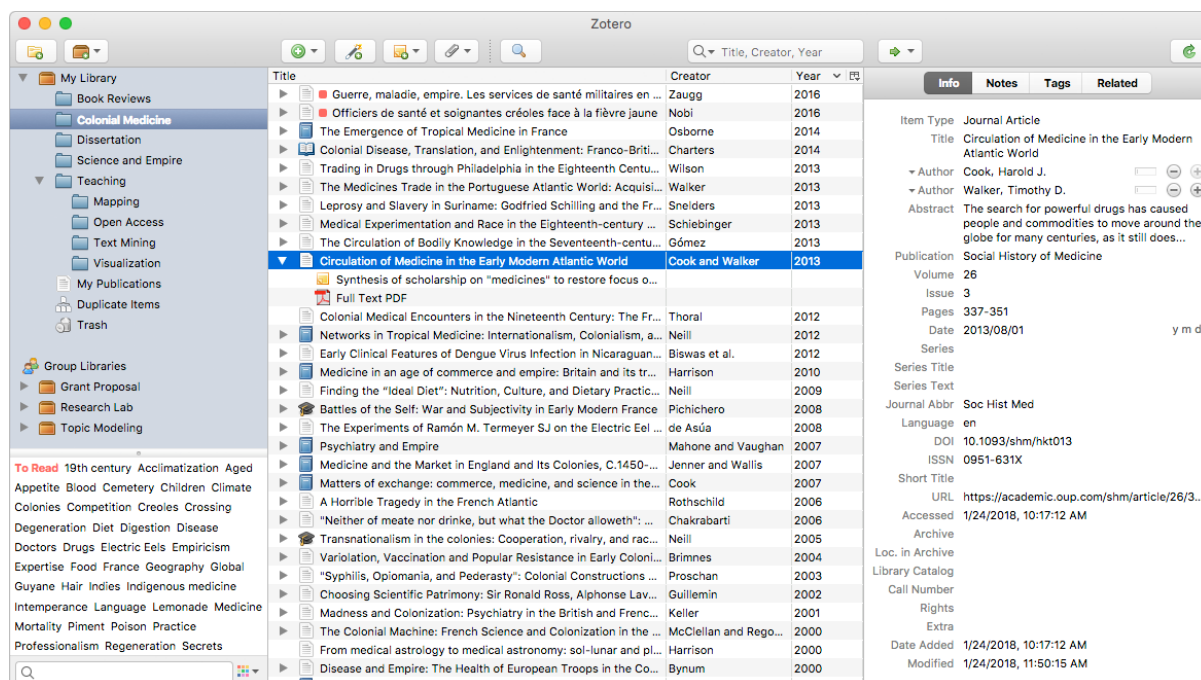 Zotero
Title, Creator, Year
My Library
Book Reviews
Colonial Medicine
Dissertation
Science and Empire
Teaching
Mapping
Open Access
Text Mining
Visualization
My Publications
Duplicate Items
Trash
Group Libraries
Grant Proposal
Research Lab
Topic Modeling
To Read 19th century Acclimatization Aged
Appetite Blood Cemetery Children Climate
Colonies Competition Creoles Crossing
Degeneration Diet Digestion Disease
Doctors Drugs Electric Eels Empiricism
Expertise Food France Geography Global
Guyane Hair Indies Indigenous medicine
Intemperance Language Lemonade Medicine
Mortality Piment Poison Practice
Professionalism Regeneration Secrets
Title Creator Year
Guerre, maladie, empire. Les services de santé militaires en ... Zaugg 2016
Officiers de santé et soignantes créoles face à la fièvre jaune Nobi 2016
The Emergence of Tropical Medicine in France Osborne 2014
Colonial Disease, Translation, and Enlightenment: Franco-Briti... Charters 2014
Trading in Drugs through Philadelphia in the Eighteenth Centu... Wilson 2013
The Medicines Trade in the Portuguese Atlantic World: Acquisi... Walker 2013
Leprosy and Slavery in Suriname: Godfried Schilling and the Fr... Snelders 2013
Medical Experimentation and Race in the Eighteenth-century ... Schiebinger 2013
The Circulation of Bodily Knowledge in the Seventeenth-centu... Gómez 2013
Circulation of Medicine in the Early Modern Atlantic World Cook and Walker 2013
Synthesis of scholarship on "medicines" to restore focus o...
Full Text PDF
Colonial Medical Encounters in the Nineteenth Century: The Fr... Thoral 2012
Networks in Tropical Medicine: Internationalism, Colonialism, a... Neill 2012
Early Clinical Features of Dengue Virus Infection in Nicaraguan... Biswas et al. 2012
Medicine in an age of commerce and empire: Britain and its tr... Harrison 2010
Finding the “Ideal Diet”: Nutrition, Culture, and Dietary Practic... Neill 2009
Battles of the Self: War and Subjectivity in Early Modern France Pichichero 2008
The Experiments of Ramón M. Termeyer SJ on the Electric Eel ... de Asúa 2008
Psychiatry and Empire Mahone and Vaughan 2007
Medicine and the Market in England and Its Colonies, C.1450-... Jenner and Wallis 2007
Matters of exchange: commerce, medicine, and science in the... Cook 2007
A Horrible Tragedy in the French Atlantic Rothschild 2006
"Neither of meate nor drinke, but what the Doctor alloweth": ... Chakrabarti 2006
Transnationalism in the colonies: Cooperation, rivalry, and rac... Neill 2005
Variolation, Vaccination and Popular Resistance in Early Coloni... Brimnes 2004
"Syphilis, Opiomania, and Pederasty": Colonial Constructions ... Proschan 2003
Choosing Scientific Patrimony: Sir Ronald Ross, Alphonse Lav... Guillemin 2002
Madness and Colonization: Psychiatry in the British and Frenc... Keller 2001
The Colonial Machine: French Science and Colonization in the ... McClellan and Rego... 2000
From medical astrology to medical astronomy: sol-lunar and pl... Harrison 2000
Disease and Empire: The Health of European Troops in the Co... Bynum 2000
Info Notes Tags Related
Item Type Journal Article
Title Circulation of Medicine in the Early Modern
Atlantic World
Author Cook, Harold J.
Author Walker, Timothy D.
Abstract The search for powerful drugs has caused
people and commodities to move around the
globe for many centuries, as it still does...
Publication Social History of Medicine
Volume 26
Issue 3
Pages 337-351
Date 2013/08/01 y m d
Series
Series Title
Series Text
Journal Abbr Soc Hist Med
Language en
DOI 10.1093/shm/hkt013
ISSN 0951-631X
Short Title
URL https://academic.oup.com/shm/article/26/3...
Accessed 1/24/2018, 10:17:12 AM
Archive
Loc. in Archive
Library Catalog
Call Number
Rights
Extra
Date Added 1/24/2018, 10:17:12 AM
Modified 1/24/2018, 11:50:15 AM